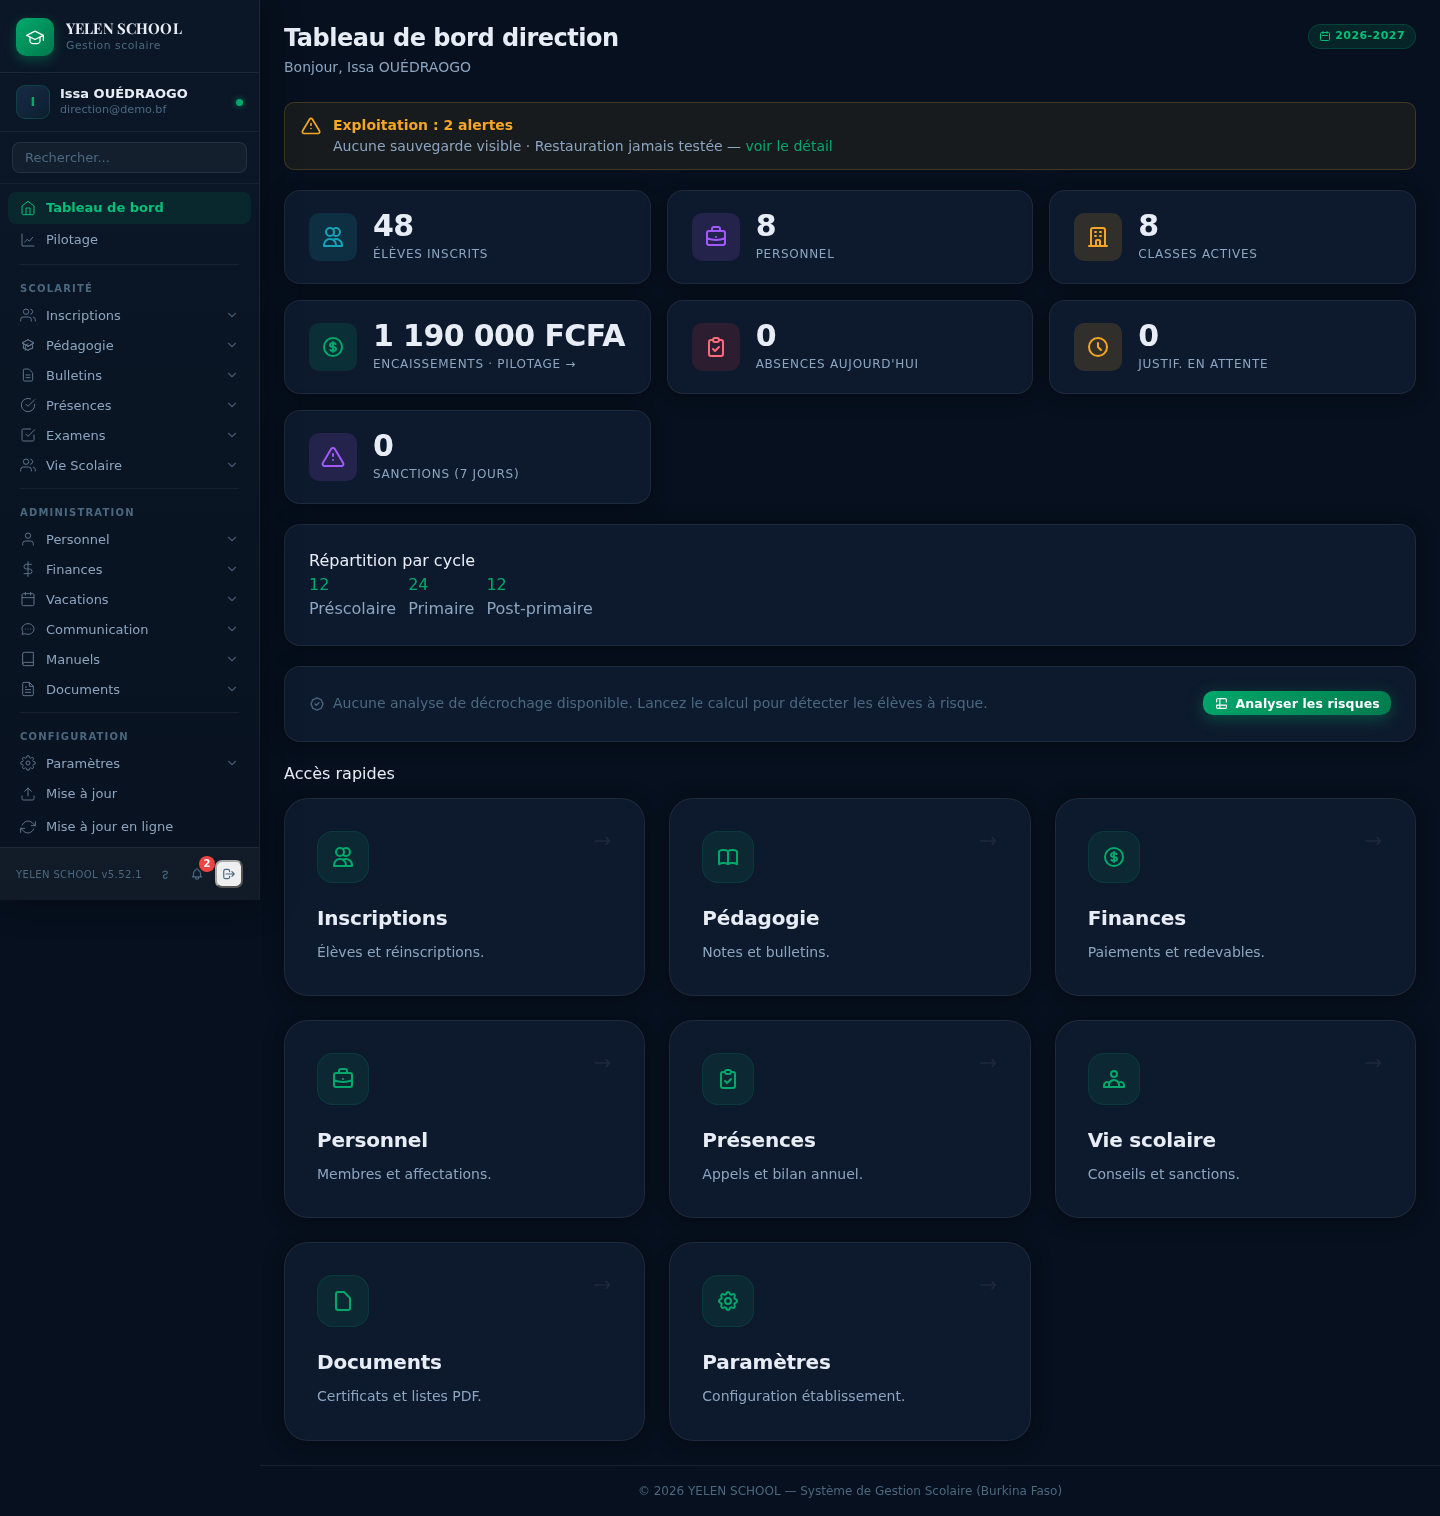 YELEN SCHOOL
Gestion scolaire
I
Issa OUÉDRAOGO
direction@demo.bf
Rechercher...
Tableau de bord
Pilotage
SCOLARITÉ
Inscriptions
Pédagogie
Bulletins
Présences
Examens
Vie Scolaire
ADMINISTRATION
Personnel
Finances
Vacations
Communication
Manuels
Documents
CONFIGURATION
Paramètres
Mise à jour
Mise à jour en ligne
YELEN SCHOOL v5.52.1
2
Tableau de bord direction
2026-2027
Bonjour, Issa OUÉDRAOGO
Exploitation : 2 alertes
Aucune sauvegarde visible · Restauration jamais testée — voir le détail
48
ÉLÈVES INSCRITS
8
PERSONNEL
8
CLASSES ACTIVES
1 190 000 FCFA
ENCAISSEMENTS · PILOTAGE →
0
ABSENCES AUJOURD'HUI
0
JUSTIF. EN ATTENTE
0
SANCTIONS (7 JOURS)
Répartition par cycle
12 24 12
Préscolaire Primaire Post-primaire
Aucune analyse de décrochage disponible. Lancez le calcul pour détecter les élèves à risque.
Analyser les risques
Accès rapides
Inscriptions
Élèves et réinscriptions.
Pédagogie
Notes et bulletins.
Finances
Paiements et redevables.
Personnel
Membres et affectations.
Présences
Appels et bilan annuel.
Vie scolaire
Conseils et sanctions.
Documents
Certificats et listes PDF.
Paramètres
Configuration établissement.
© 2026 YELEN SCHOOL — Système de Gestion Scolaire (Burkina Faso)